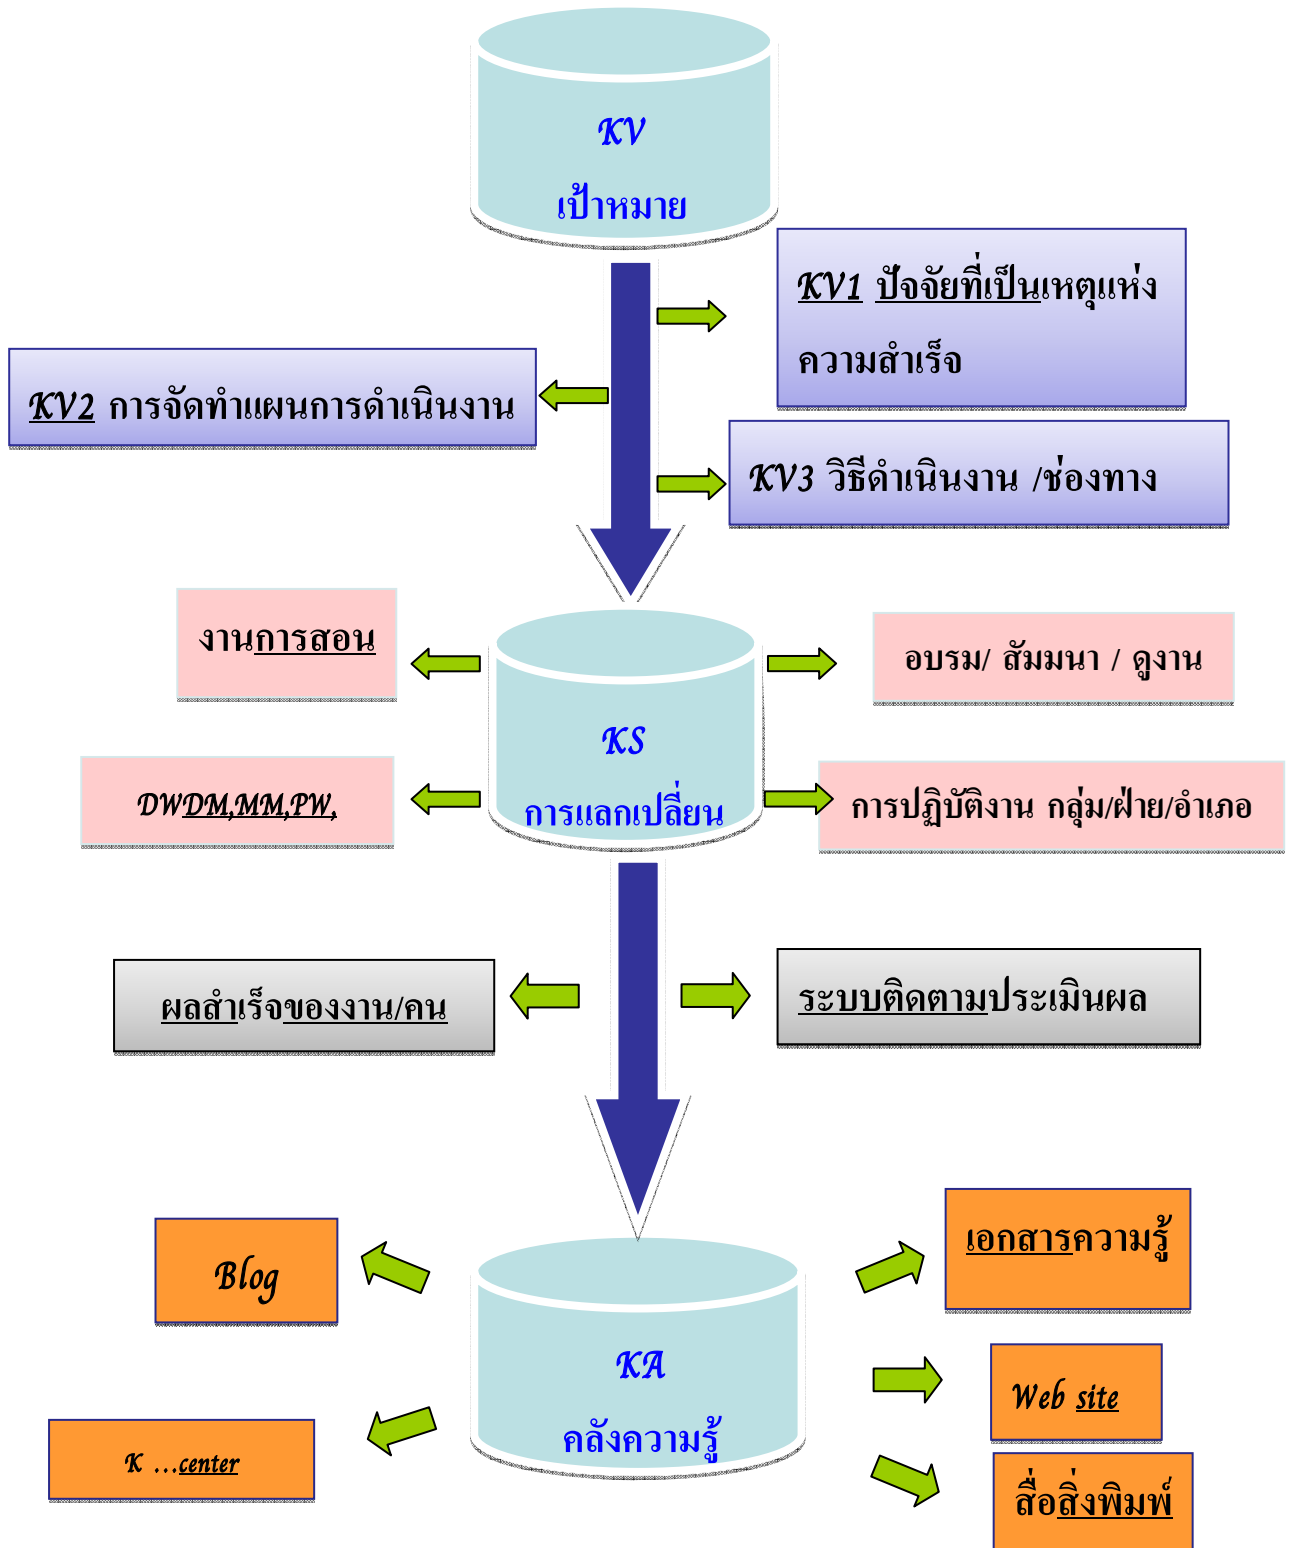 KV
เป้าหมาย
KV1 ปัจจัยที่เป็นเหตุแห่ง
ความสำเร็จ
KV2 การจัดทำแผนการดำเนินงาน
KV3 วิธีดำเนินงาน /ช่องทาง
งานการสอน
อบรม/ สัมมนา / ดูงาน
KS
การแลกเปลี่ยน
DWDM,MM,PW,
การปฏิบัติงาน กลุ่ม/ฝ่าย/อำเภอ
ผลสำเร็จของงาน/คน
ระบบติดตามประเมินผล
Blog
เอกสารความรู้
KA
คลังความรู้
Web site
K ...center
สื่อสิ่งพิมพ์